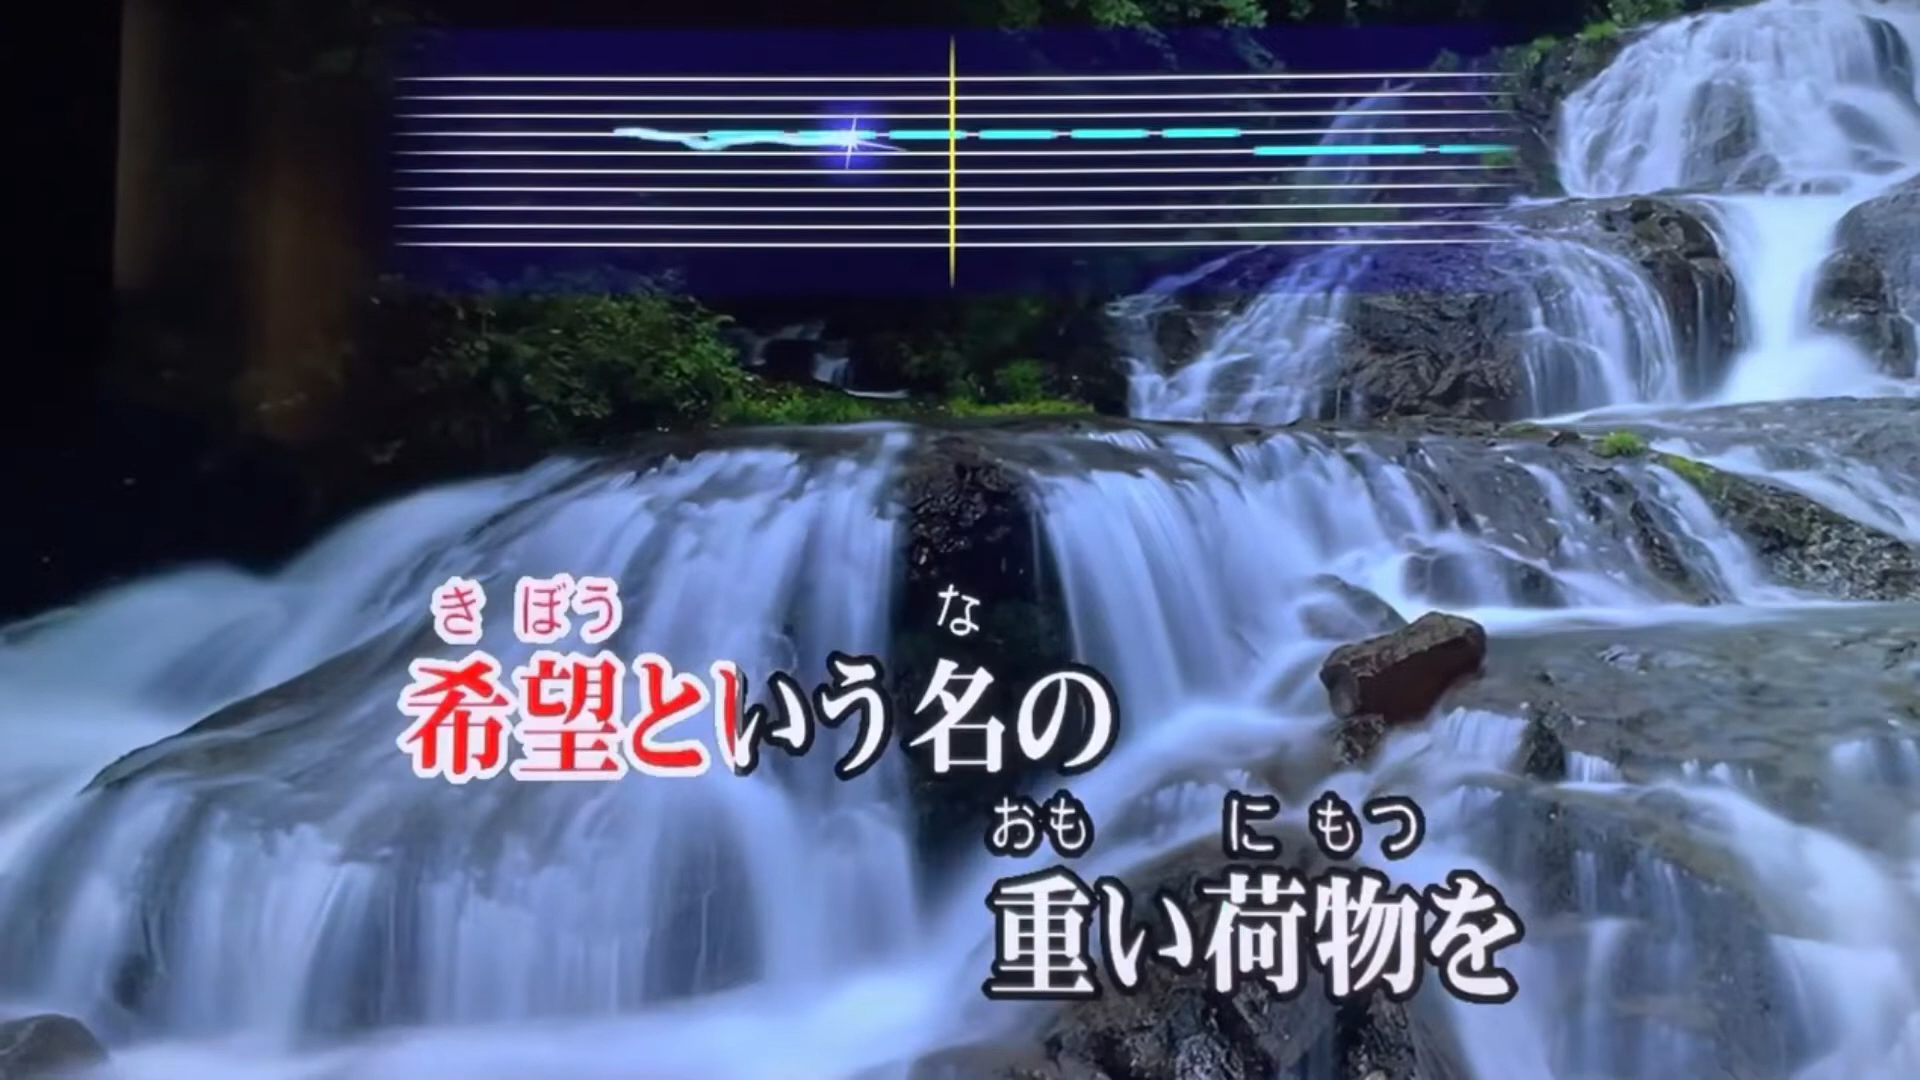 き ぼう な
希望という名の
おも に もつ
重い荷物を